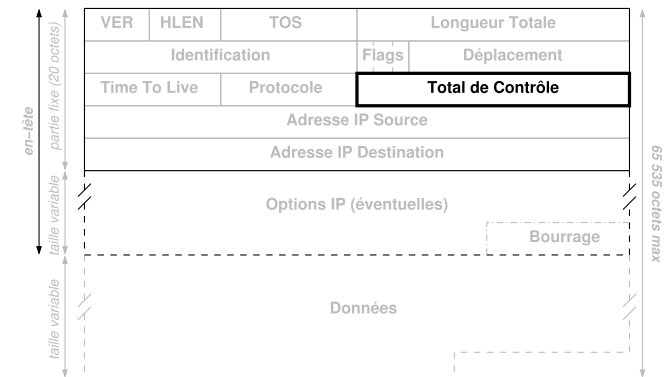 VER HLEN TOS Longueur Totale
Identification Flags Déplacement
Time To Live Protocole Total de Contrôle
Adresse IP Source
Adresse IP Destination
Options IP (éventuelles)
Bourrage
Données
en−tête
partie fixe (20 octets)
taille variable
taille variable
65 535 octets max